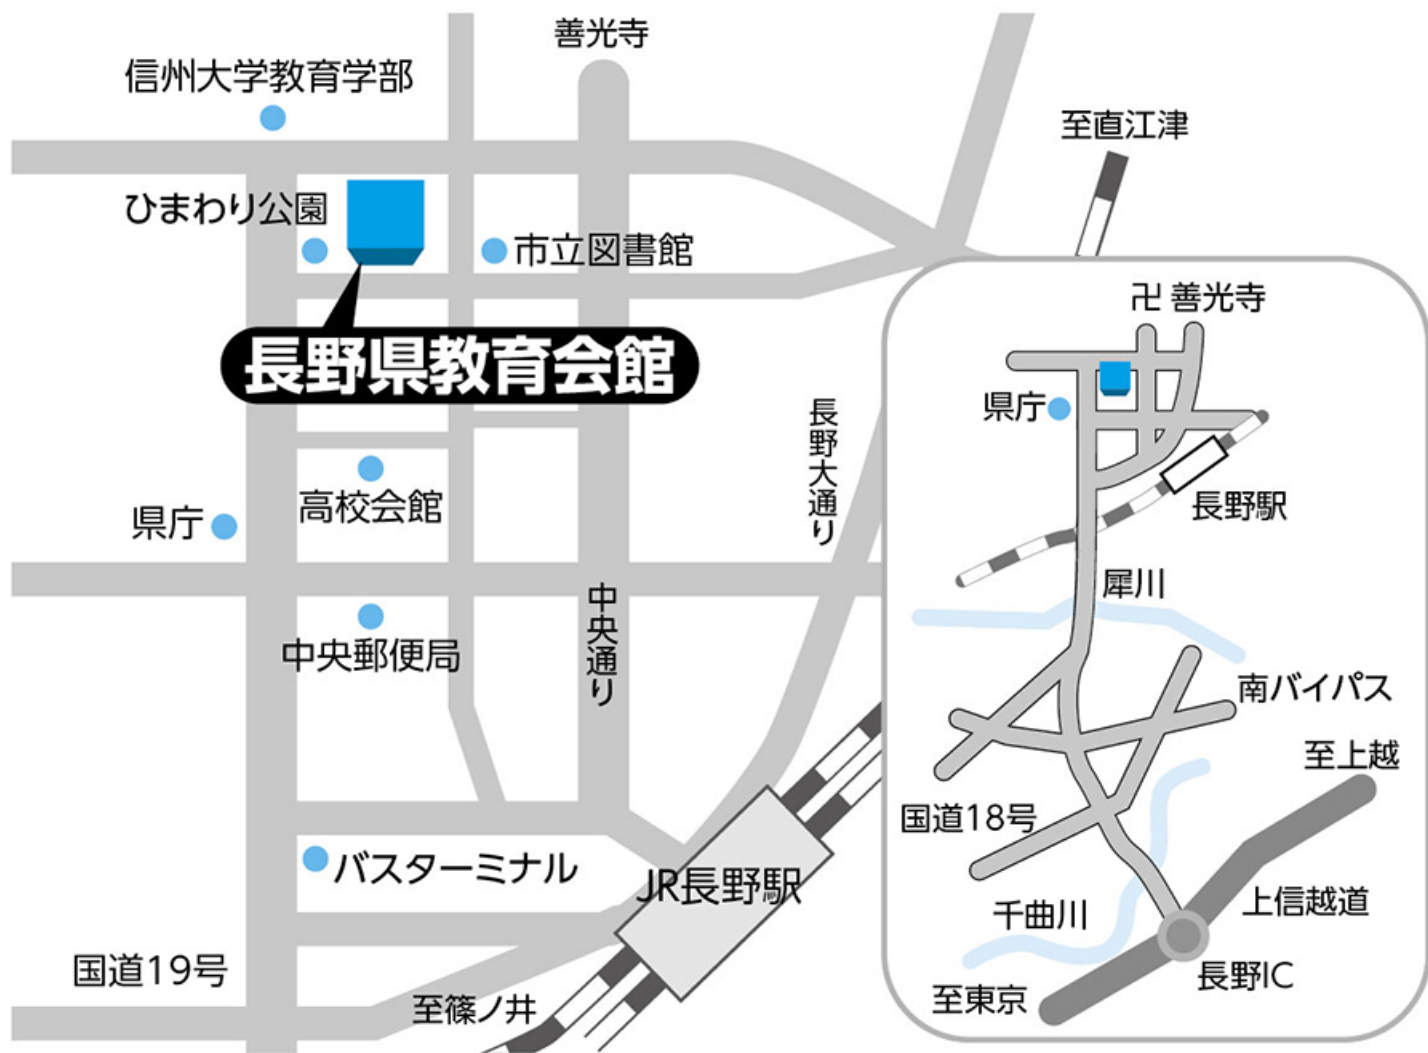 善光寺
信州大学教育学部
至直江津
ひまわり公園
市立図書館
長野県教育会館
長野大通り
高校会館
県庁
中央通り
中央郵便局
バスターミナル
JR長野駅
国道19号
至篠ノ井
卍 善光寺
県庁
長野駅
犀川
南バイパス
至上越
国道18号
上信越道
千曲川
長野IC
至東京